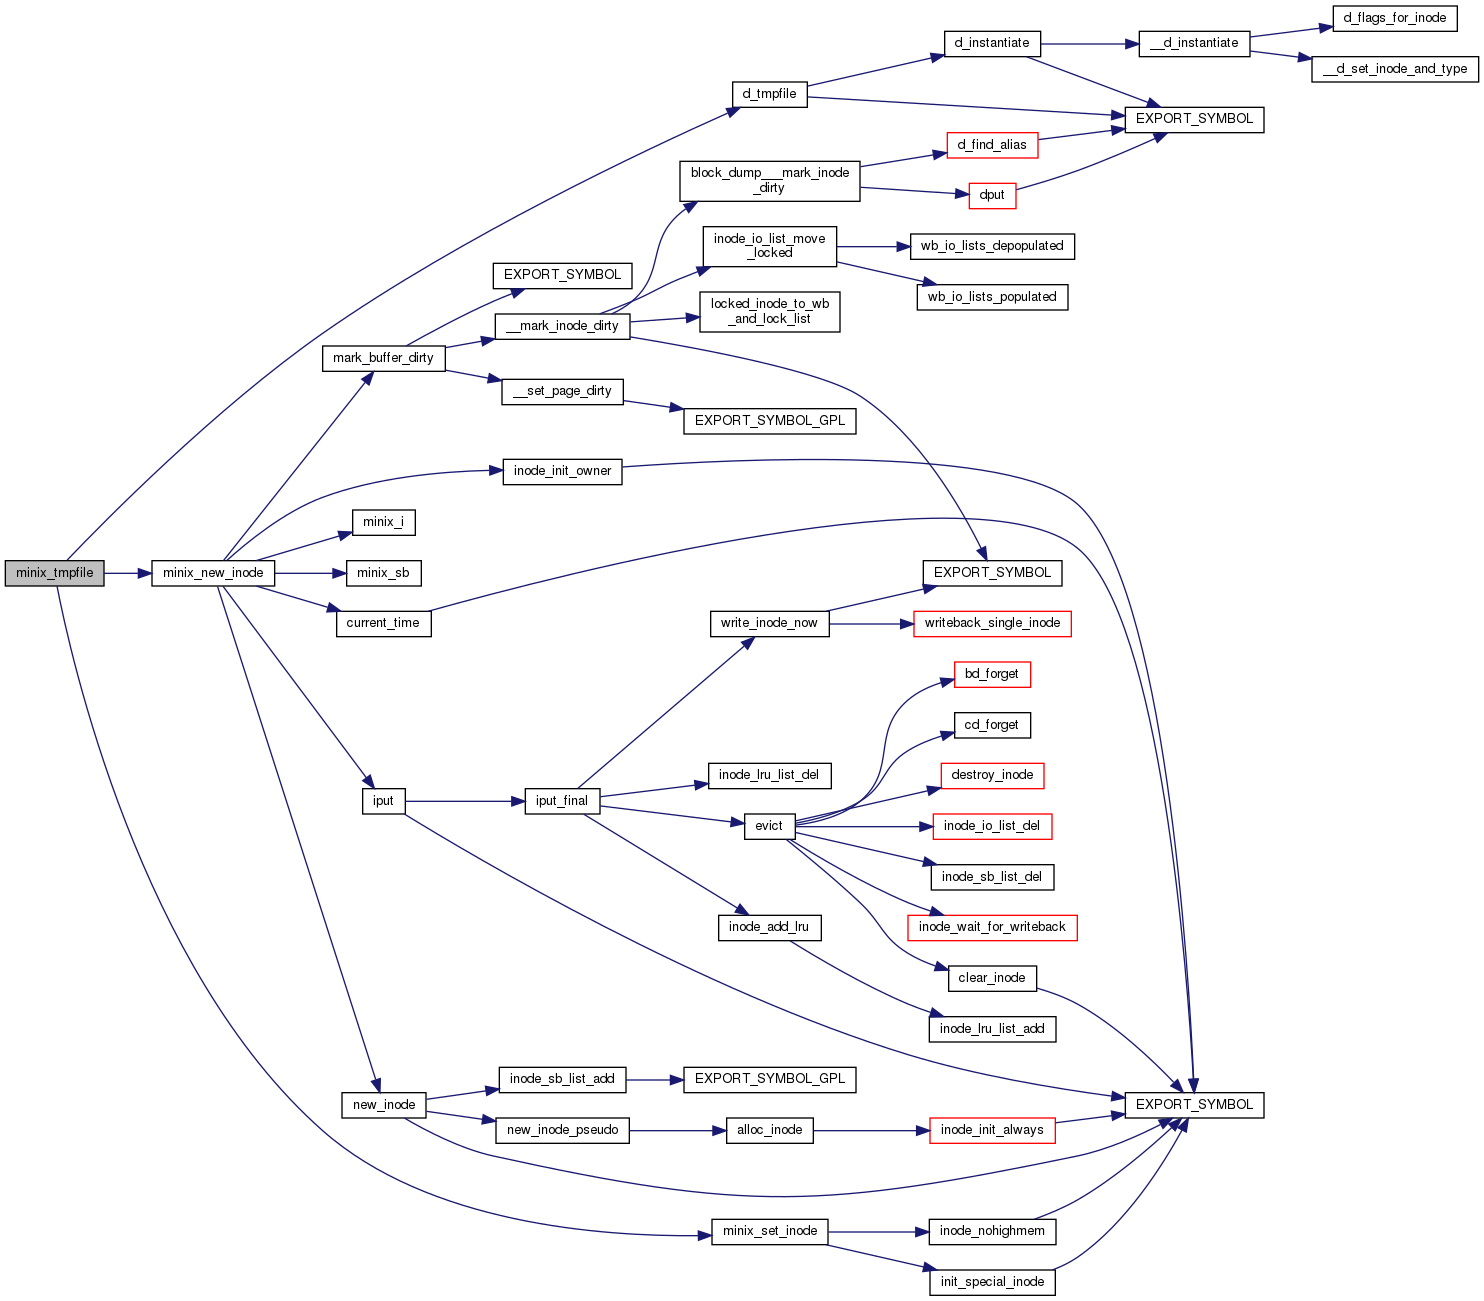 d_flags_for_inode
d_instantiate
__d_instantiate
__d_set_inode_and_type
d_tmpfile
EXPORT_SYMBOL
d_find_alias
block_dump___mark_inode
_dirty
dput
inode_io_list_move
_locked
wb_io_lists_depopulated
EXPORT_SYMBOL
wb_io_lists_populated
locked_inode_to_wb
_and_lock_list
__mark_inode_dirty
mark_buffer_dirty
__set_page_dirty
EXPORT_SYMBOL_GPL
inode_init_owner
minix_i
minix_tmpfile
minix_new_inode
minix_sb
EXPORT_SYMBOL
current_time
write_inode_now
writeback_single_inode
bd_forget
cd_forget
inode_lru_list_del
destroy_inode
iput
iput_final
evict
inode_io_list_del
inode_sb_list_del
inode_add_lru
inode_wait_for_writeback
clear_inode
inode_lru_list_add
inode_sb_list_add
EXPORT_SYMBOL_GPL
new_inode
EXPORT_SYMBOL
new_inode_pseudo
alloc_inode
inode_init_always
minix_set_inode
inode_nohighmem
init_special_inode